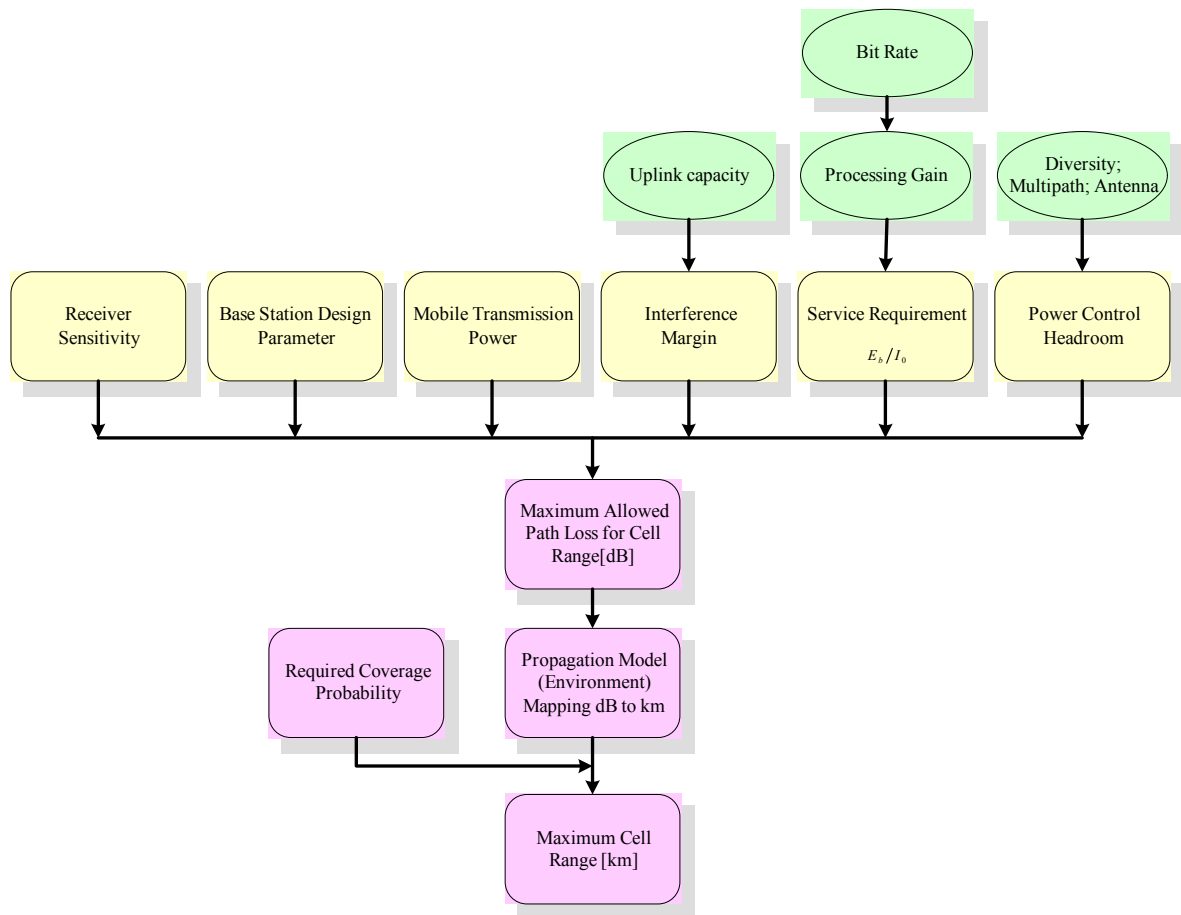 Bit Rate
Uplink capacity
Processing Gain
Diversity;
Multipath; Antenna
Receiver
Sensitivity
Base Station Design
Parameter
Mobile Transmission
Power
Interference
Margin
Service Requirement
E_b/I_0
Power Control
Headroom
Maximum Allowed
Path Loss for Cell
Range[dB]
Required Coverage
Probability
Propagation Model
(Environment)
Mapping dB to km
Maximum Cell
Range [km]